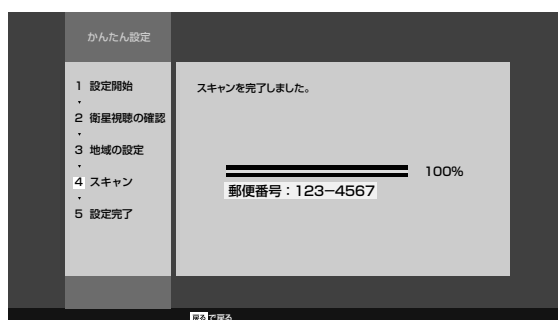 かんたん設定
1 設定開始
2 衛星視聴の確認
3 地域の設定
4 スキャン
5 設定完了
スキャンを完了しました。
100%
郵便番号：123−4567
戻る で戻る